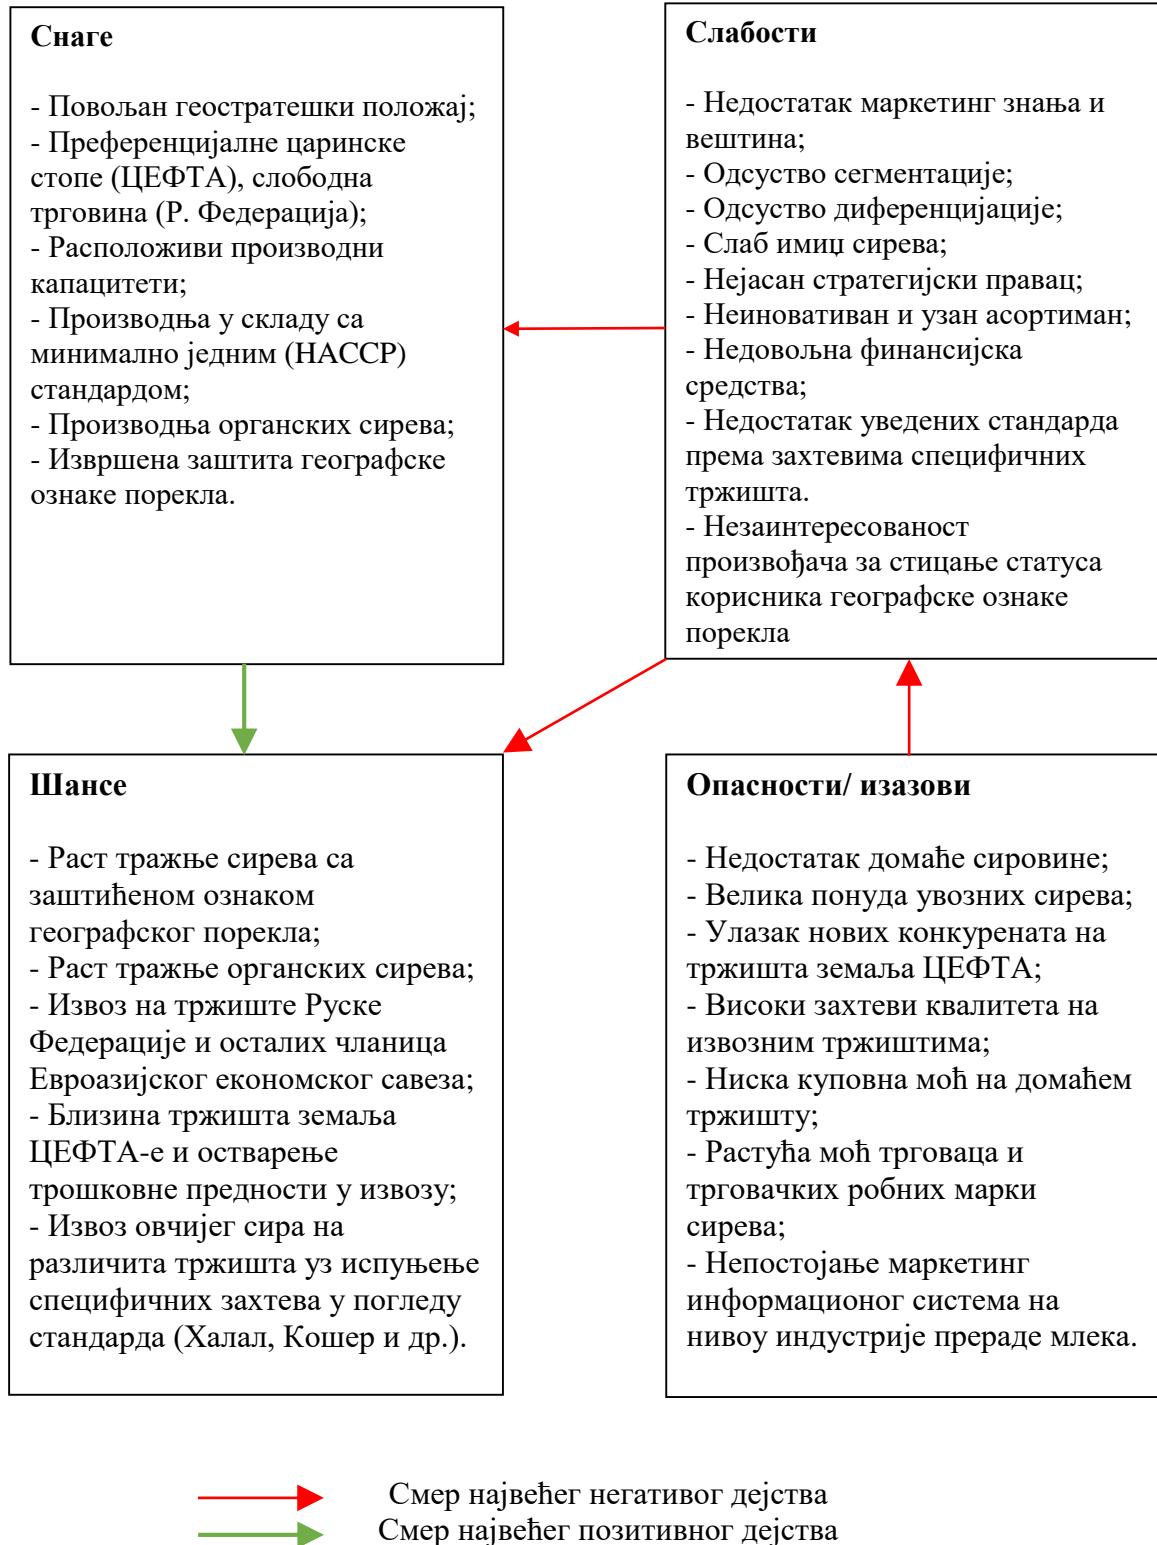 Снаге
- Повољан геостратешки положај;
- Преференцијалне царинске
стопе (ЦЕФТА), слободна
трговина (Р. Федерација);
- Расположиви производни
капацитети;
- Производња у складу са
минимално једним (HACCP)
стандардом;
- Производња органских сирева;
- Извршена заштита географске
ознаке порекла.
Слабости
- Недостатак маркетинг знања и
вештина;
- Одсуство сегментације;
- Одсуство диференцијације;
- Слаб имиџ сирева;
- Нејасан стратегијски правац;
- Неиновативан и узан асортиман;
- Недовољна финансијска
средства;
- Недостатак уведених стандарда
према захтевима специфичних
тржишта.
- Незаинтересованост
произвођача за стицање статуса
корисника географске ознаке
порекла
Шансе
- Раст тражње сирева са
заштићеном ознаком
географског порекла;
- Раст тражње органских сирева;
- Извоз на тржиште Руске
Федерације и осталих чланица
Евроазијског економског савеза;
- Близина тржишта земаља
ЦЕФТА-е и остварење
трошковне предности у извозу;
- Извоз овчијег сира на
различита тржишта уз испуњење
специфичних захтева у погледу
стандарда (Халал, Кошер и др.).
Опасности/ изазови
- Недостатак домаће сировине;
- Велика понуда увозних сирева;
- Улазак нових конкурената на
тржишта земаља ЦЕФТА;
- Високи захтеви квалитета на
извозним тржиштима;
- Ниска куповна моћ на домаћем
тржишту;
- Растућа моћ трговаца и
трговачких робних марки
сирева;
- Непостојање маркетинг
информационог система на
нивоу индустрије прераде млека.
Смер највећег негативог дејства
Смер највећег позитивног дејства